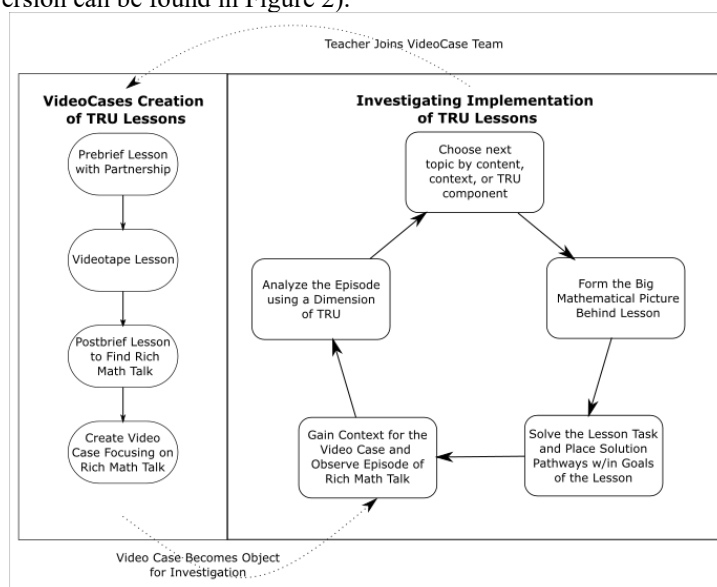 ersion can be found in Figure 2).
Teacher Joins VideoCase Team
VideoCases Creation
of TRU Lessons
Prebrief Lesson
with Partnership
Videotape Lesson
Postbrief Lesson
to Find Rich
Math Talk
Create Video
Case Focusing on
Rich Math Talk
Investigating Implementation
of TRU Lessons
Choose next
topic by content,
context, or TRU
component
Form the Big
Mathematical Picture
Behind Lesson
Solve the Lesson Task
and Place Solution
Pathways w/in Goals
of the Lesson
Gain Context for the
Video Case and
Observe Episode of
Rich Math Talk
Analyze the Episode
using a Dimension
of TRU
Video Case Becomes Object
for Investigation